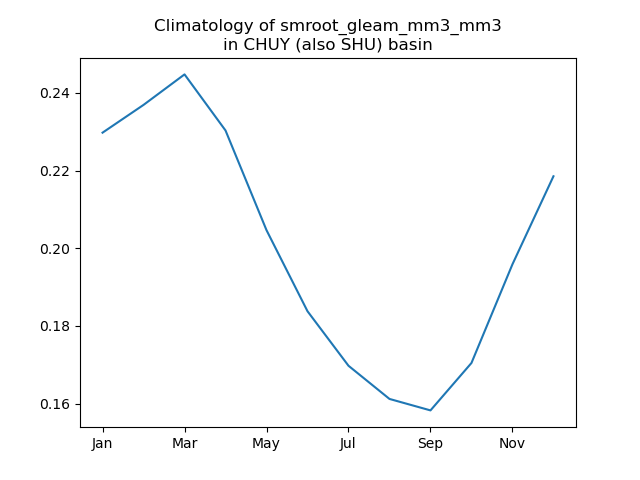 Climatology of smroot_gleam_mm3_mm3
in CHUY (also SHU) basin
0.24
0.22
0.20
0.18
0.16
Jan Mar May Jul Sep Nov